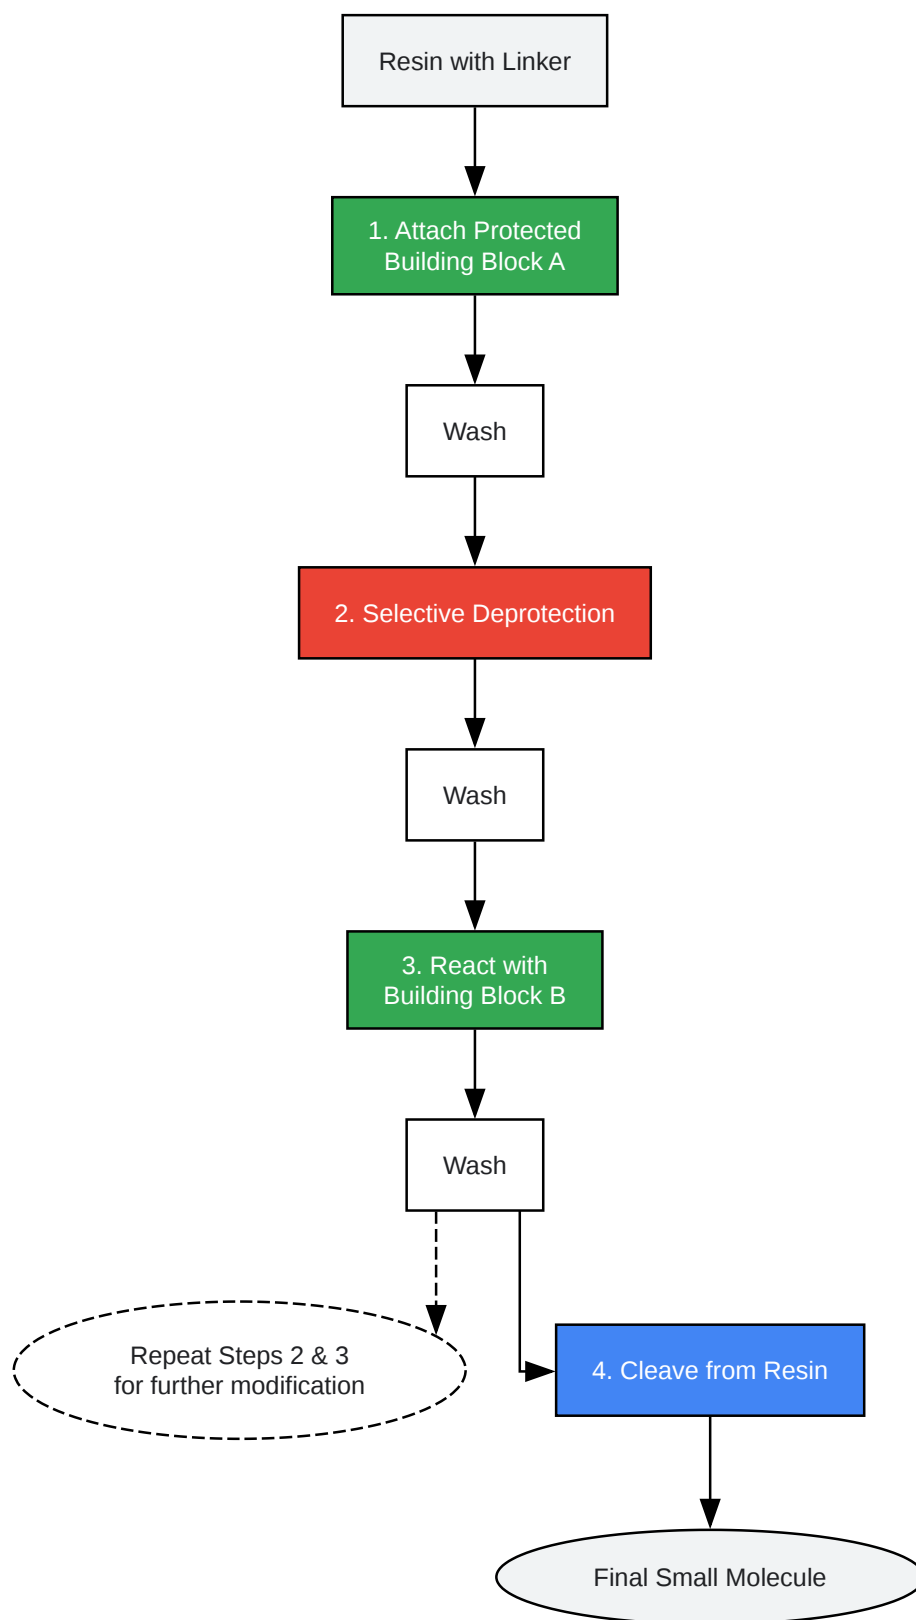 Resin with Linker
1. Attach Protected
Building Block A
Wash
2. Selective Deprotection
Wash
3. React with
Building Block B
Wash
Repeat Steps 2 & 3
for further modification
4. Cleave from Resin
Final Small Molecule